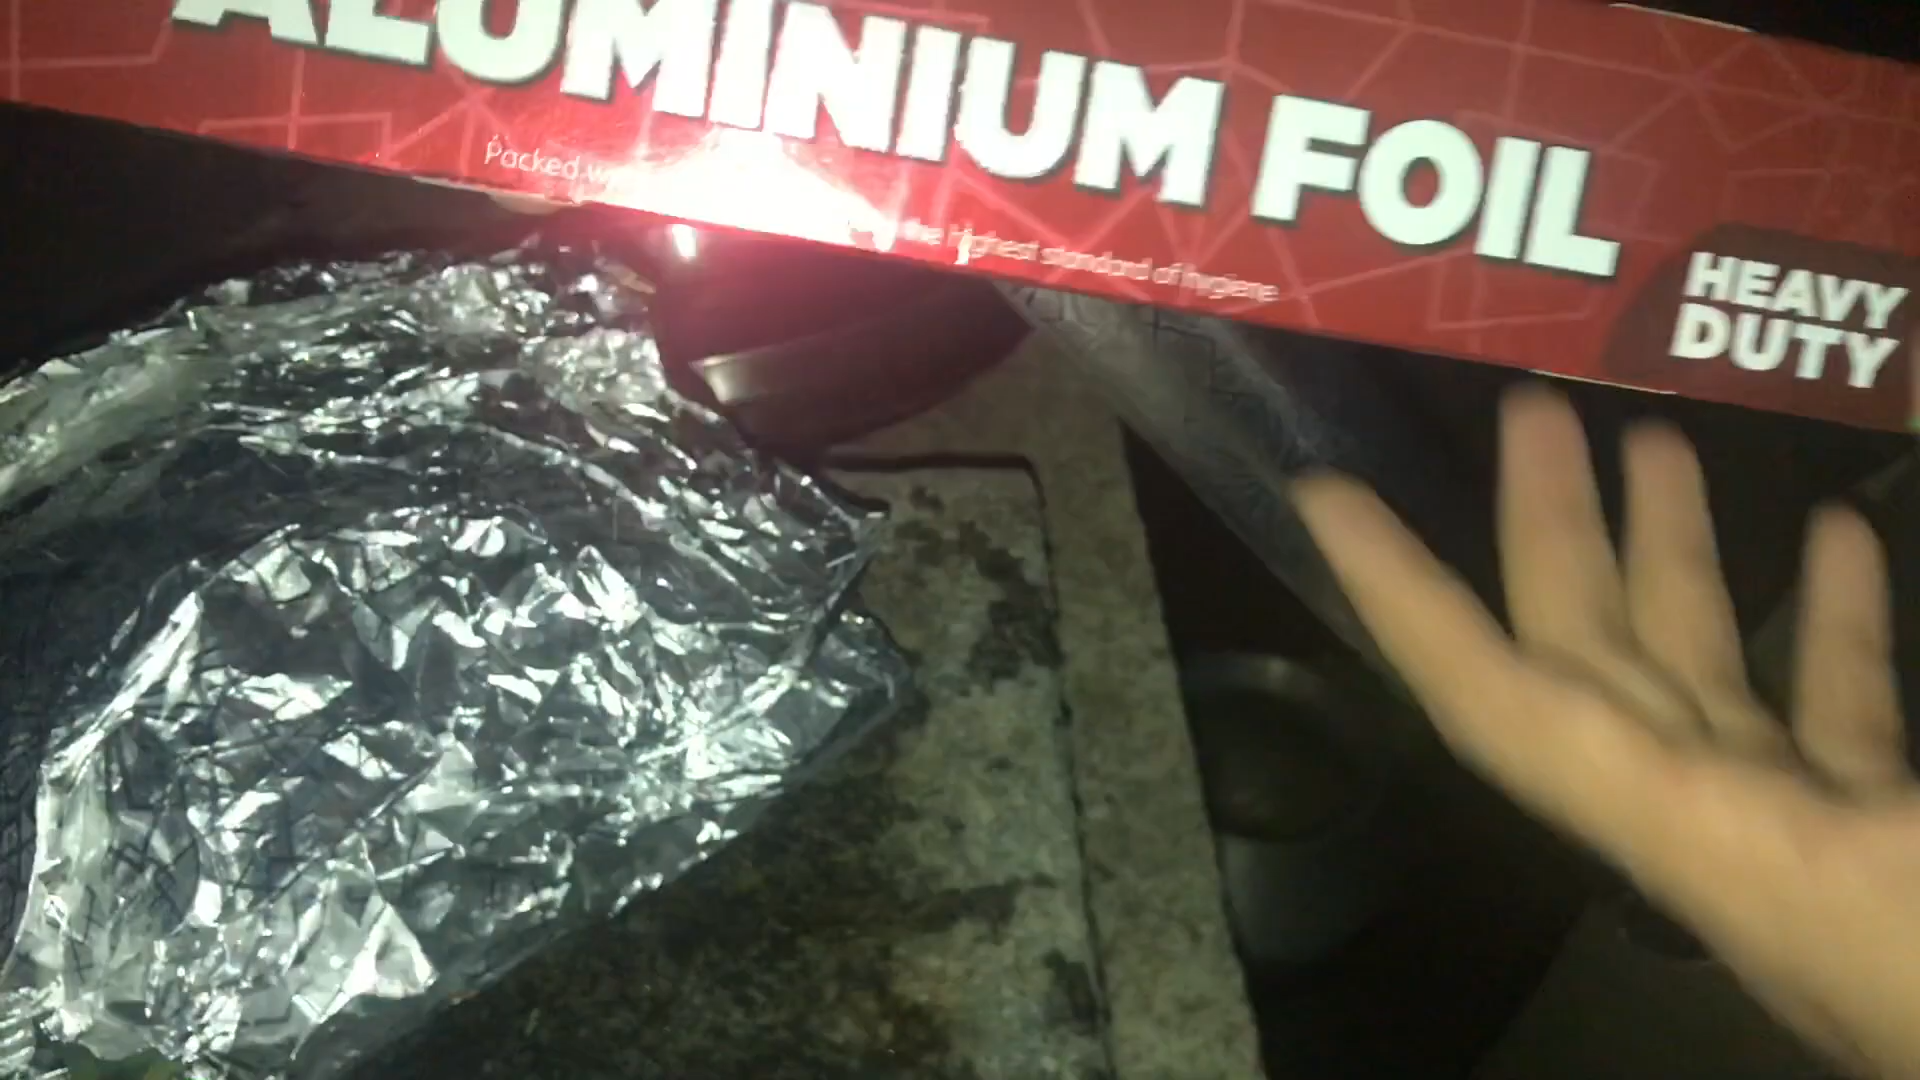 ALUMINIUM FOIL
Packed
the Highest standard of hygiene
HEAVY
DUTY